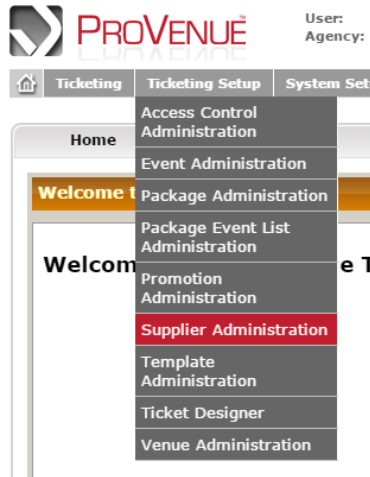 PROVENUE
User:
Agency:
Ticketing
Ticketing Setup
System Set
Access Control
Administration
Event Administration
Package Administration
Package Event List
Administration
Promotion
Administration
Supplier Administration
Template
Administration
Ticket Designer
Venue Administration
Home
Welcome t
Welcom
e T